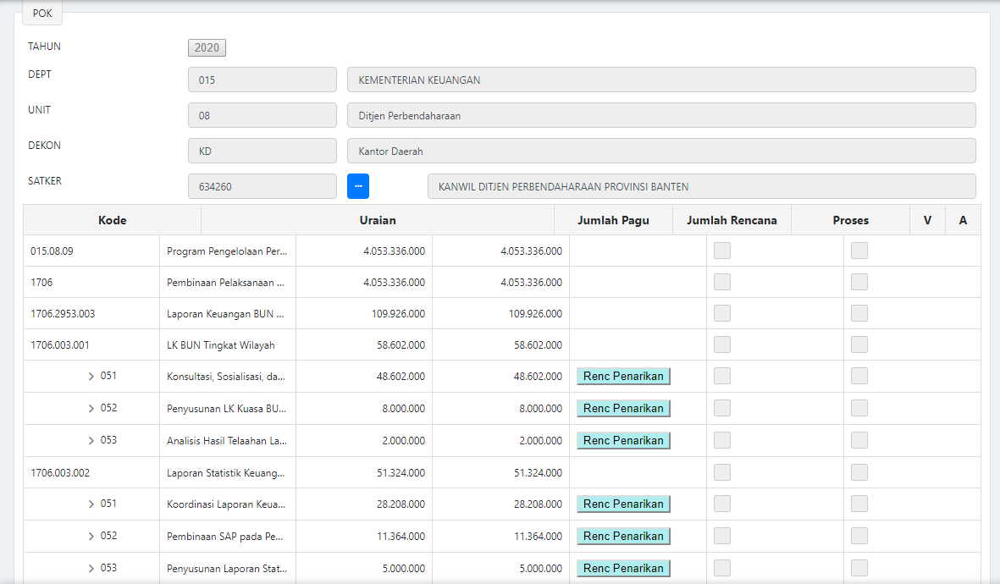 POK
TAHUN 2020
DEPT 015 KEMENTERIAN KEUANGAN
UNIT 08 Ditjen Perbendaharaan
DEKON KD Kantor Daerah
SATKER 634260 ... KANWIL DITJEN PERBENDAHARAAN PROVINSI BANTEN
Kode Uraian Jumlah Pagu Jumlah Rencana Proses V A
015.08.09 Program Pengelolaan Per... 4.053.336.000 4.053.336.000
1706 Pembinaan Pelaksanaan ... 4.053.336.000 4.053.336.000
1706.2953.003 Laporan Keuangan BUN ... 109.926.000 109.926.000
1706.003.001 LK BUN Tingkat Wilayah 58.602.000 58.602.000
051 Konsultasi, Sosialisasi, da... 48.602.000 48.602.000 Renc Penarikan
052 Penyusunan LK Kuasa BU... 8.000.000 8.000.000 Renc Penarikan
053 Analisis Hasil Telaahan La... 2.000.000 2.000.000 Renc Penarikan
1706.003.002 Laporan Statistik Keuang... 51.324.000 51.324.000
051 Koordinasi Laporan Keua... 28.208.000 28.208.000 Renc Penarikan
052 Pembinaan SAP pada Pe... 11.364.000 11.364.000 Renc Penarikan
053 Penyusunan Laporan Stat... 5.000.000 5.000.000 Renc Penarikan